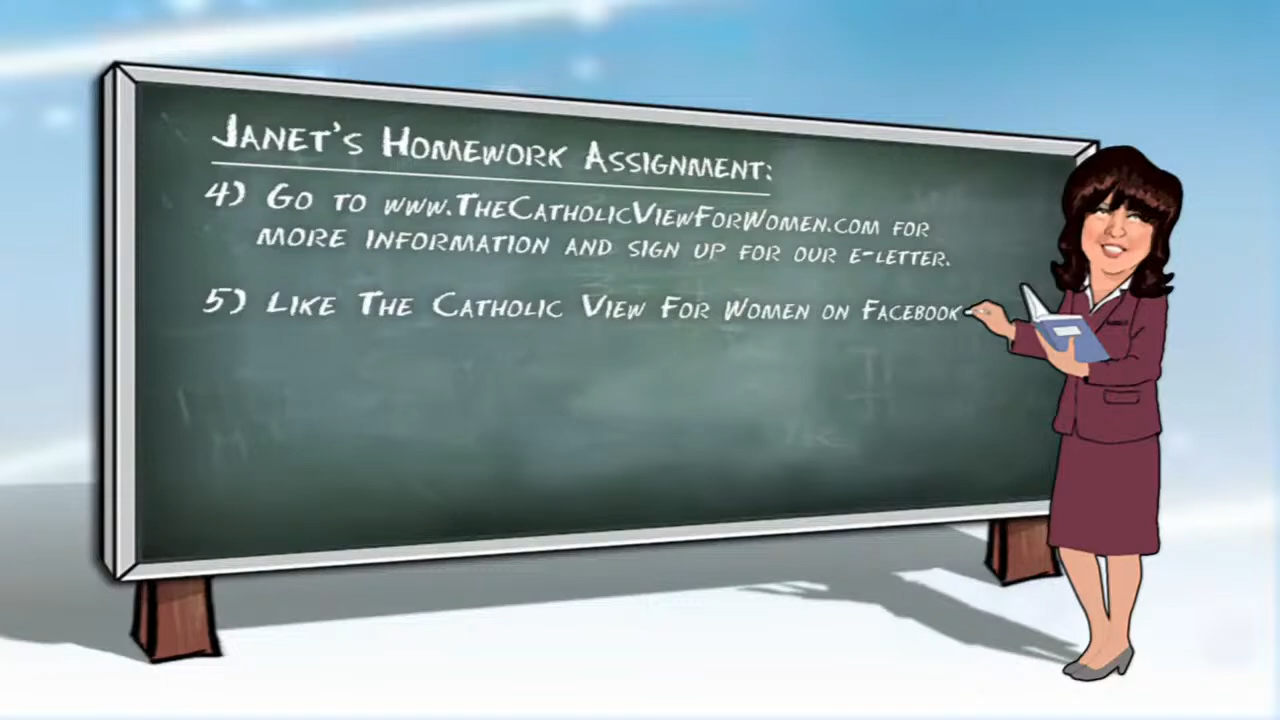 Janet's Homework Assignment:
4) Go to www.TheCatholicViewForWomen.com for
more information and sign up for our e-letter.
5) Like The Catholic View For Women on Facebook